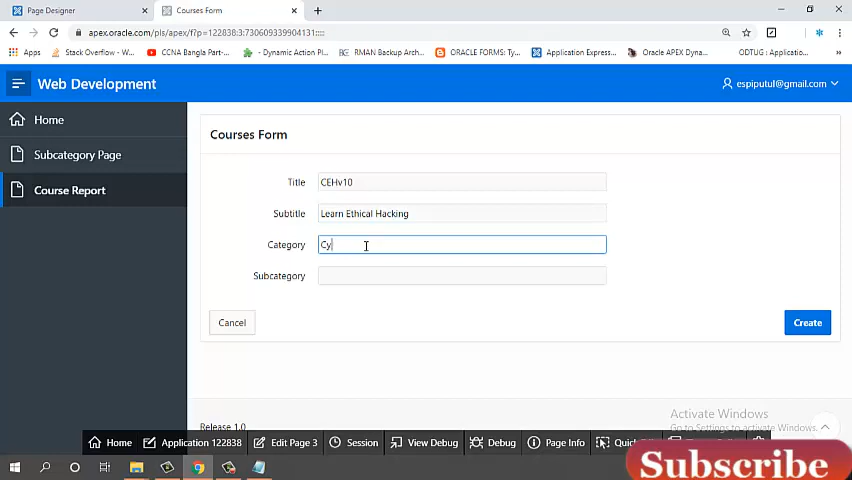 Page Designer
Courses Form
apex.oracle.com/pls/apex/f?p=122838:3:730609339904131:::::
Apps
Stack Overflow - W...
CCNA Bangla Part-...
- Dynamic Action Pl...
RMAN Backup Arch...
ORACLE FORMS: Ty...
Application Express...
Oracle APEX Dyna...
ODTUG : Applicatio...
Web Development
espiputul@gmail.com
Home
Subcategory Page
Course Report
Courses Form
Title CEHv10
Subtitle Learn Ethical Hacking
Category Cy
Subcategory
Cancel
Create
Release 1.0
Activate Windows
Go to Settings to activate Windows.
Home
Application 122838
Edit Page 3
Session
View Debug
Debug
Page Info
Subscribe